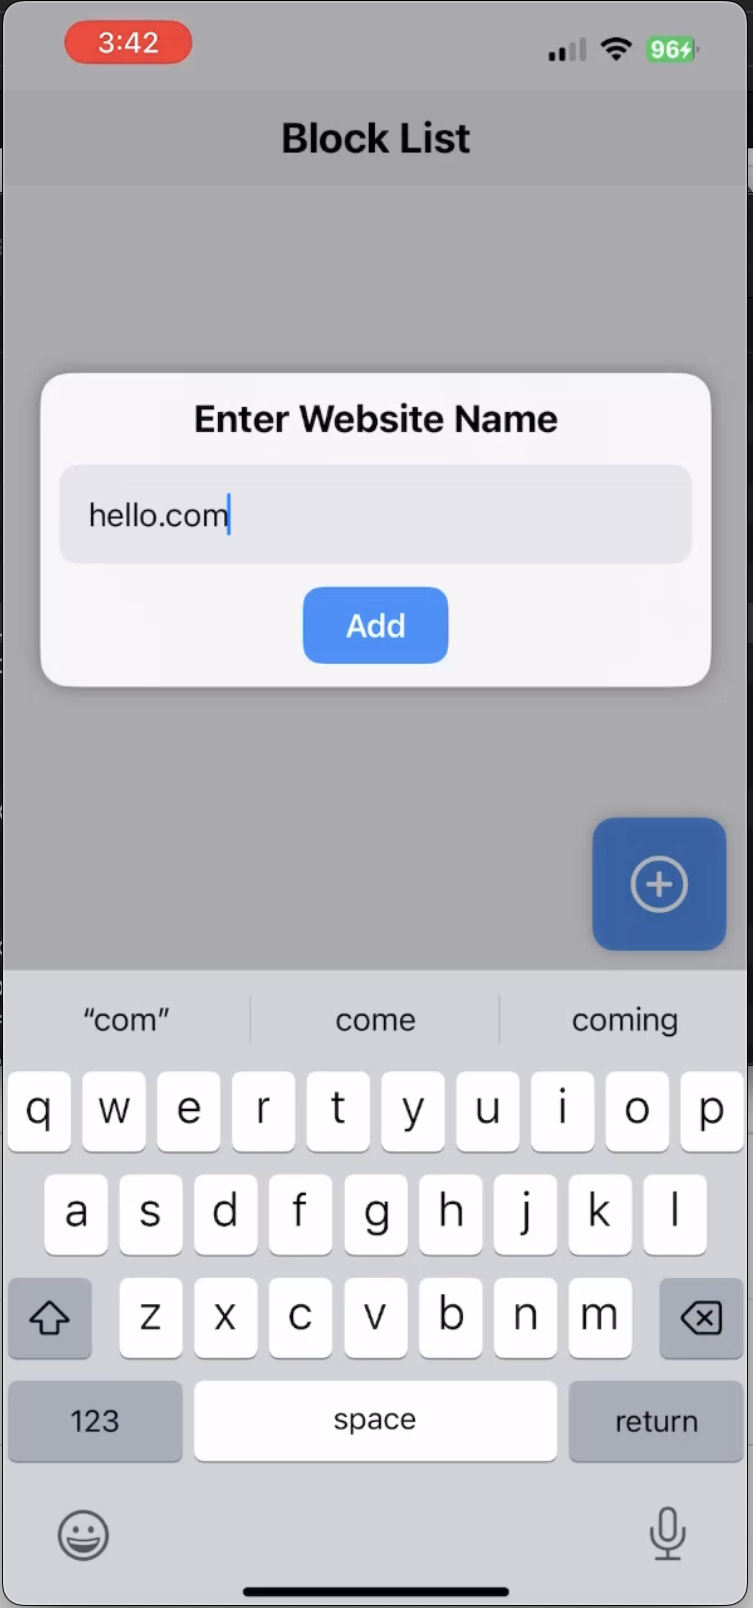 3:42
96
Block List
Enter Website Name
hello.com
Add
“com” come coming
q w e r t y u i o p
a s d f g h j k l
z x c v b n m
123 space return